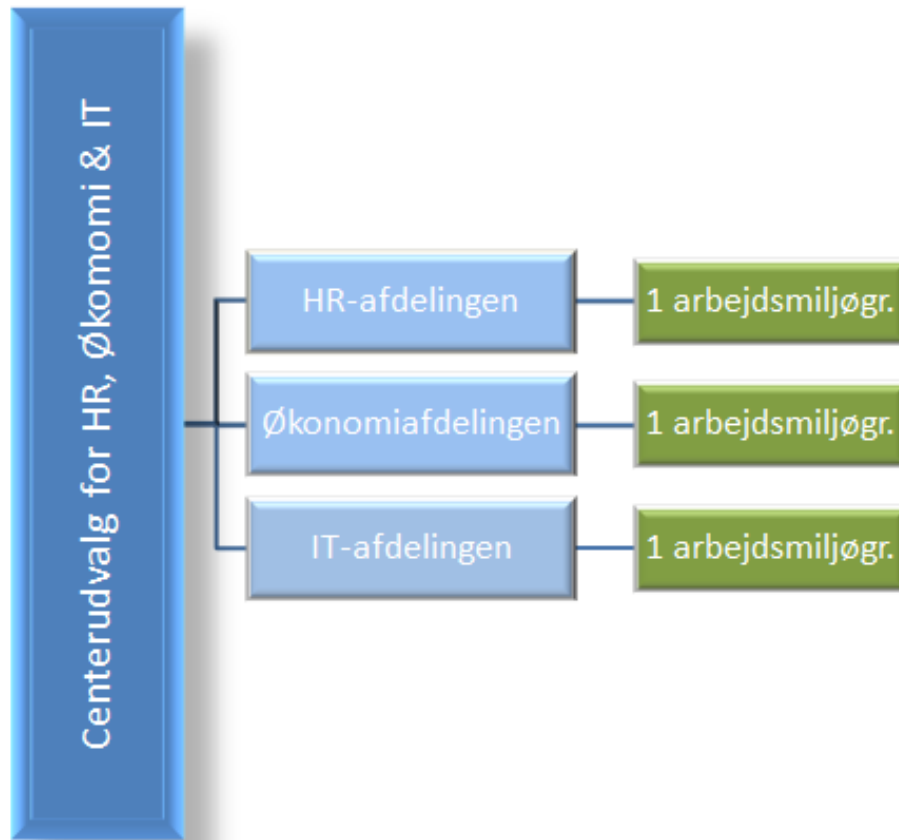 Centerudvalg for HR, Økomomi & IT
HR-afdelingen
1 arbejdsmiljøgr.
Økonomiafdelingen
1 arbejdsmiljøgr.
IT-afdelingen
1 arbejdsmiljøgr.